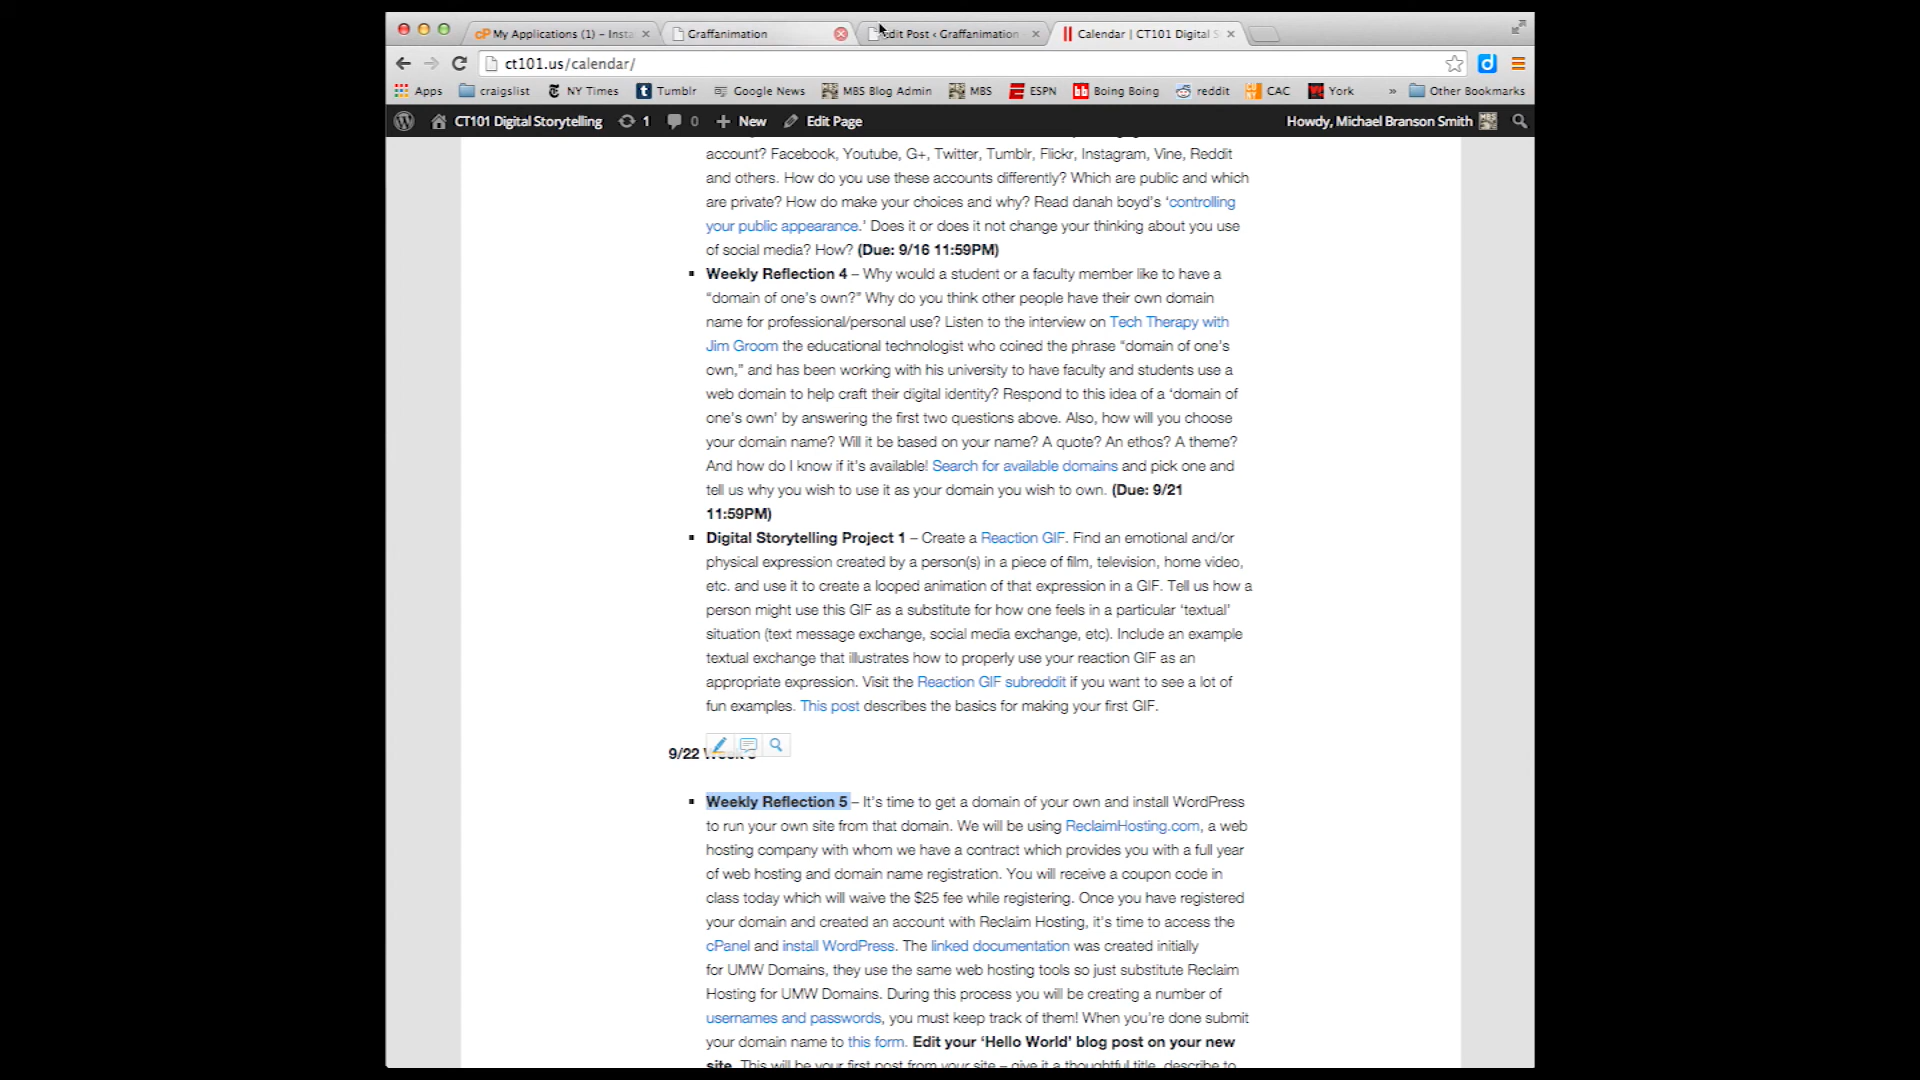 My Applications (1) – Insta
Graffanimation
Edit Post ‹ Graffanimation
Calendar | CT101 Digital S
ct101.us/calendar/
Apps craigslist NY Times Tumblr Google News MBS Blog Admin MBS ESPN Boing Boing reddit CAC York » Other Bookmarks
CT101 Digital Storytelling 1 0 New Edit Page Howdy, Michael Branson Smith
account? Facebook, Youtube, G+, Twitter, Tumblr, Flickr, Instagram, Vine, Reddit
and others. How do you use these accounts differently? Which are public and which
are private? How do make your choices and why? Read danah boyd's 'controlling
your public appearance.' Does it or does it not change your thinking about you use
of social media? How? (Due: 9/16 11:59PM)
Weekly Reflection 4 – Why would a student or a faculty member like to have a
“domain of one’s own?” Why do you think other people have their own domain
name for professional/personal use? Listen to the interview on Tech Therapy with
Jim Groom the educational technologist who coined the phrase “domain of one’s
own,” and has been working with his university to have faculty and students use a
web domain to help craft their digital identity? Respond to this idea of a ‘domain of
one’s own’ by answering the first two questions above. Also, how will you choose
your domain name? Will it be based on your name? A quote? An ethos? A theme?
And how do I know if it’s available! Search for available domains and pick one and
tell us why you wish to use it as your domain you wish to own. (Due: 9/21
11:59PM)
Digital Storytelling Project 1 – Create a Reaction GIF. Find an emotional and/or
physical expression created by a person(s) in a piece of film, television, home video,
etc. and use it to create a looped animation of that expression in a GIF. Tell us how a
person might use this GIF as a substitute for how one feels in a particular ‘textual’
situation (text message exchange, social media exchange, etc). Include an example
textual exchange that illustrates how to properly use your reaction GIF as an
appropriate expression. Visit the Reaction GIF subreddit if you want to see a lot of
fun examples. This post describes the basics for making your first GIF.
9/22
Weekly Reflection 5 – It’s time to get a domain of your own and install WordPress
to run your own site from that domain. We will be using ReclaimHosting.com, a web
hosting company with whom we have a contract which provides you with a full year
of web hosting and domain name registration. You will receive a coupon code in
class today which will waive the $25 fee while registering. Once you have registered
your domain and created an account with Reclaim Hosting, it’s time to access the
cPanel and install WordPress. The linked documentation was created initially
for UMW Domains, they use the same web hosting tools so just substitute Reclaim
Hosting for UMW Domains. During this process you will be creating a number of
usernames and passwords, you must keep track of them! When you’re done submit
your domain name to this form. Edit your ‘Hello World’ blog post on your new
site. This will be your first post from your site – give it a thoughtful title, describe to